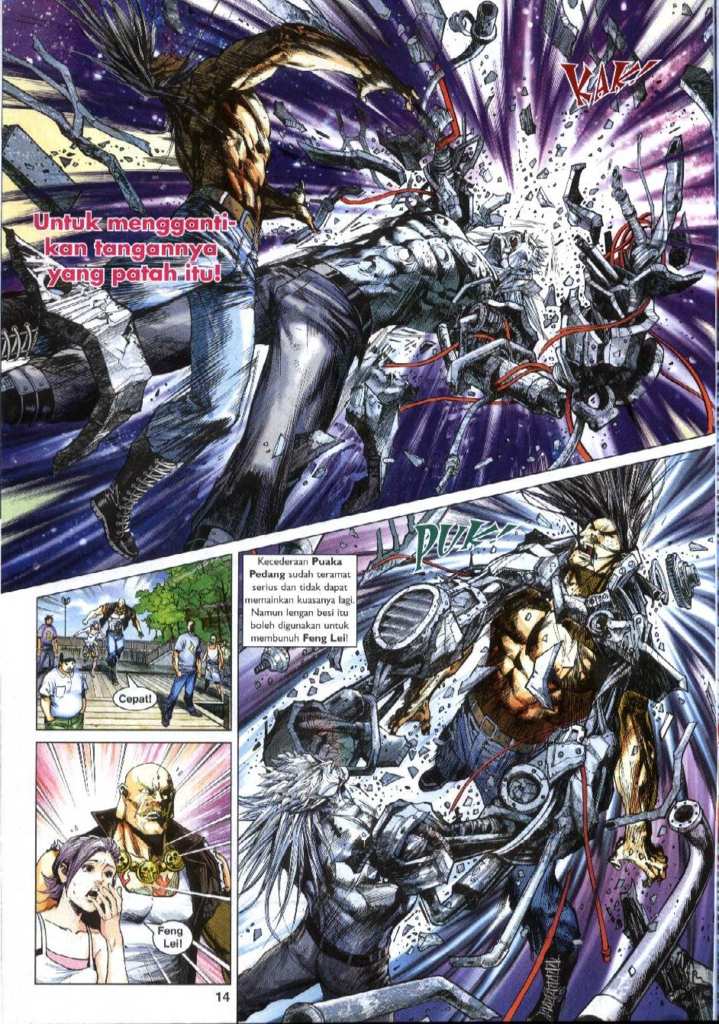 KAK
Untuk mengganti-
kan tangannya
yang patah itu!
PUK
Kecederaan Puaka
Pedang sudah teramat
serius dan tidak dapat
memainkan kuasanya lagi.
Namun lengan besi itu
boleh digunakan untuk
membunuh Feng Lei!
Cepat!
Feng
Lei!
14